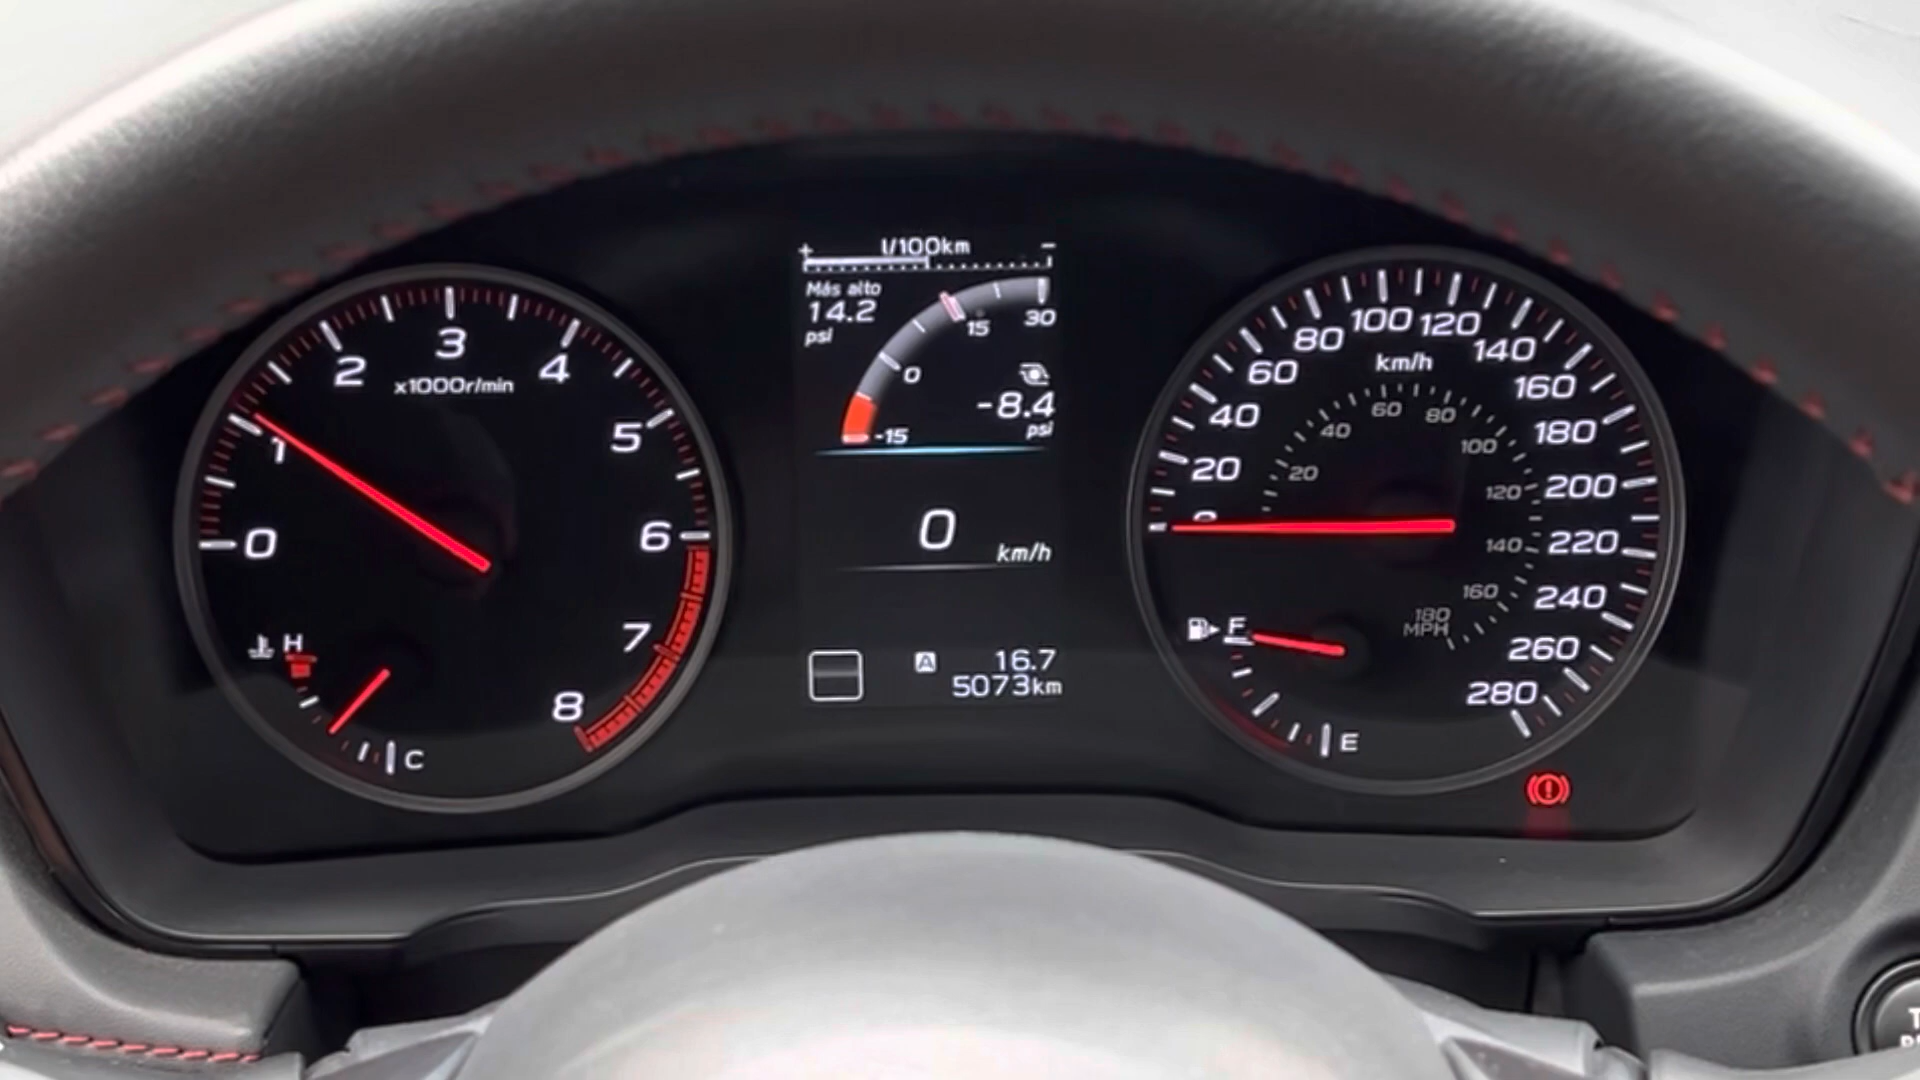 0
1
2
3
4
5
6
7
8
x1000r/min
H
C
+ l/100km -
Más alto
14.2
psi
-15
0
15
30
-8.4
psi
0
km/h
A 16.7
5073km
0
20
40
60
80
100
120
140
160
180
200
220
240
260
280
km/h
20
40
60
80
100
120
140
160
180
MPH
F
E
!